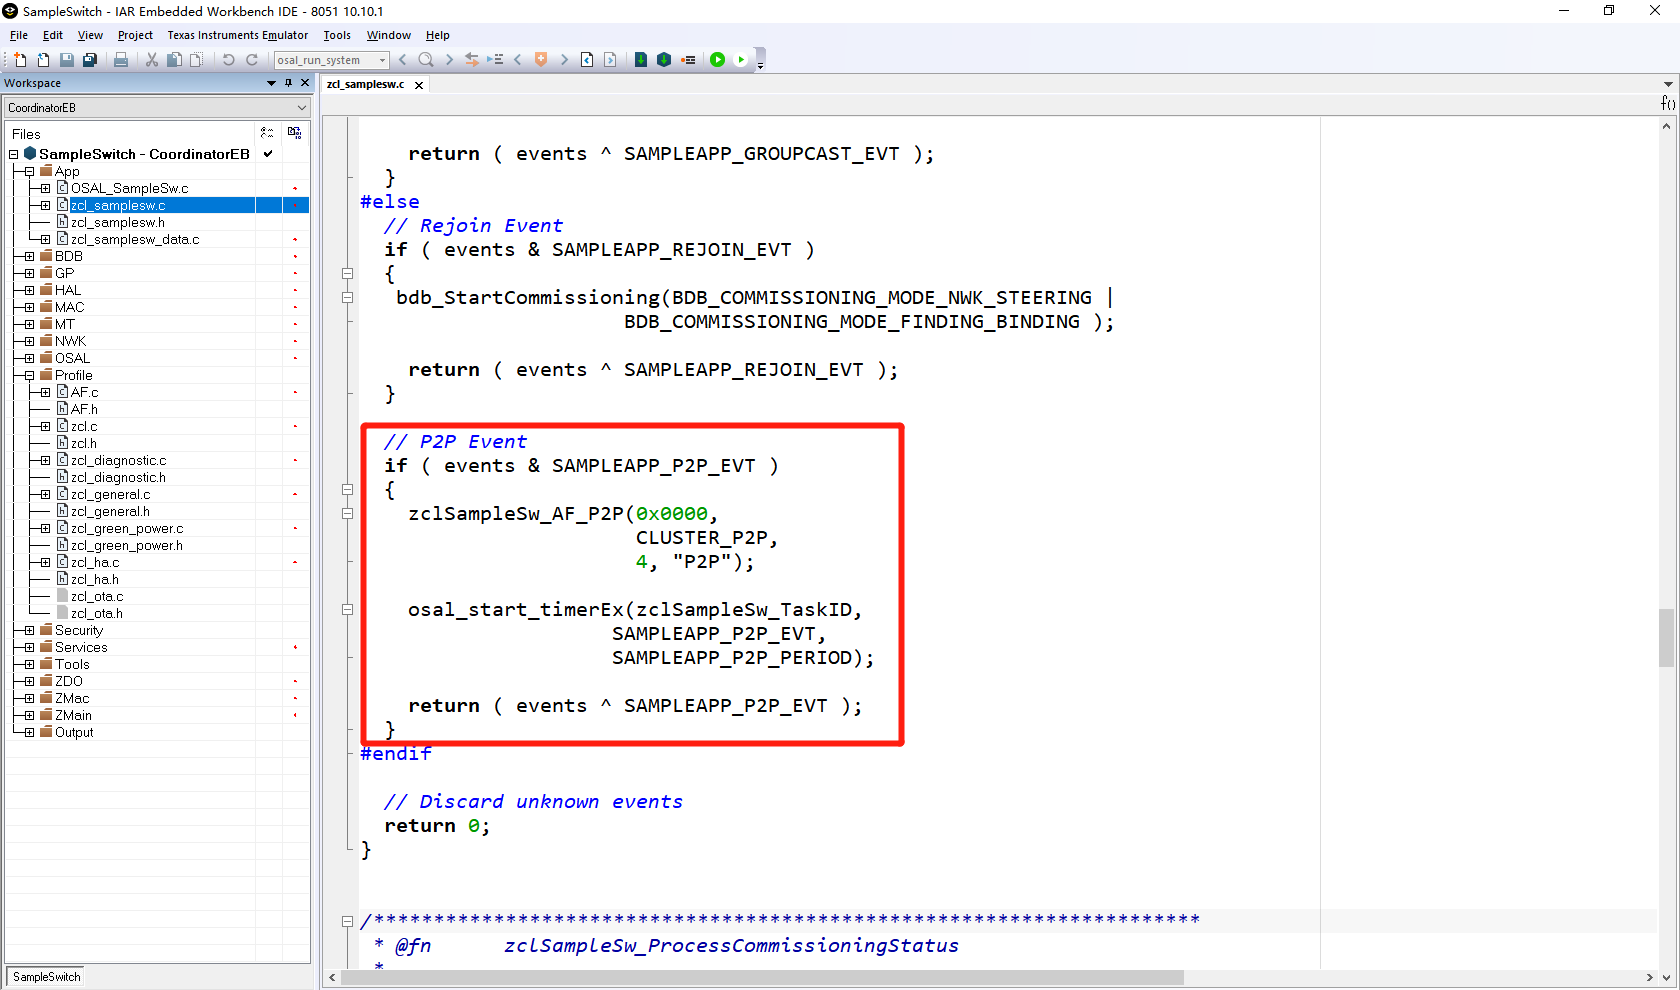 SampleSwitch - IAR Embedded Workbench IDE - 8051 10.10.1
File Edit View Project Texas Instruments Emulator Tools Window Help
osal_run_system
Workspace
zcl_samplesw.c
CoordinatorEB
f()
Files
SampleSwitch - CoordinatorEB
App
OSAL_SampleSw.c
zcl_samplesw.c
zcl_samplesw.h
zcl_samplesw_data.c
BDB
GP
HAL
MAC
MT
NWK
OSAL
Profile
AF.c
AF.h
zcl.c
zcl.h
zcl_diagnostic.c
zcl_diagnostic.h
zcl_general.c
zcl_general.h
zcl_green_power.c
zcl_green_power.h
zcl_ha.c
zcl_ha.h
zcl_ota.c
zcl_ota.h
Security
Services
Tools
ZDO
ZMac
ZMain
Output
SampleSwitch
return ( events ^ SAMPLEAPP_GROUPCAST_EVT );
}
#else
// Rejoin Event
if ( events & SAMPLEAPP_REJOIN_EVT )
{
bdb_StartCommissioning(BDB_COMMISSIONING_MODE_NWK_STEERING |
BDB_COMMISSIONING_MODE_FINDING_BINDING );
return ( events ^ SAMPLEAPP_REJOIN_EVT );
}
// P2P Event
if ( events & SAMPLEAPP_P2P_EVT )
{
zclSampleSw_AF_P2P(0x0000,
CLUSTER_P2P,
4, "P2P");
osal_start_timerEx(zclSampleSw_TaskID,
SAMPLEAPP_P2P_EVT,
SAMPLEAPP_P2P_PERIOD);
return ( events ^ SAMPLEAPP_P2P_EVT );
}
#endif
// Discard unknown events
return 0;
}
/*********************************************************************
* @fn zclSampleSw_ProcessCommissioningStatus
*